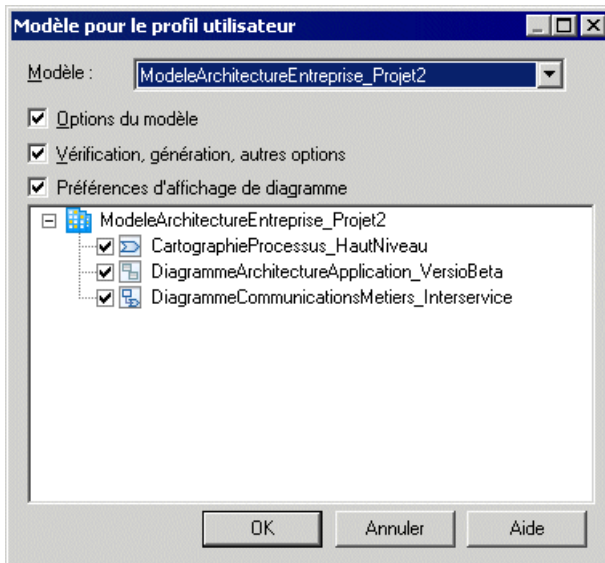 Modèle pour le profil utilisateur
Modèle : ModeleArchitectureEntreprise_Projet2
Options du modèle
Vérification, génération, autres options
Préférences d'affichage de diagramme
ModeleArchitectureEntreprise_Projet2
CartographieProcessus_HautNiveau
DiagrammeArchitectureApplication_VersioBeta
DiagrammeCommunicationsMetiers_Interservice
OK Annuler Aide